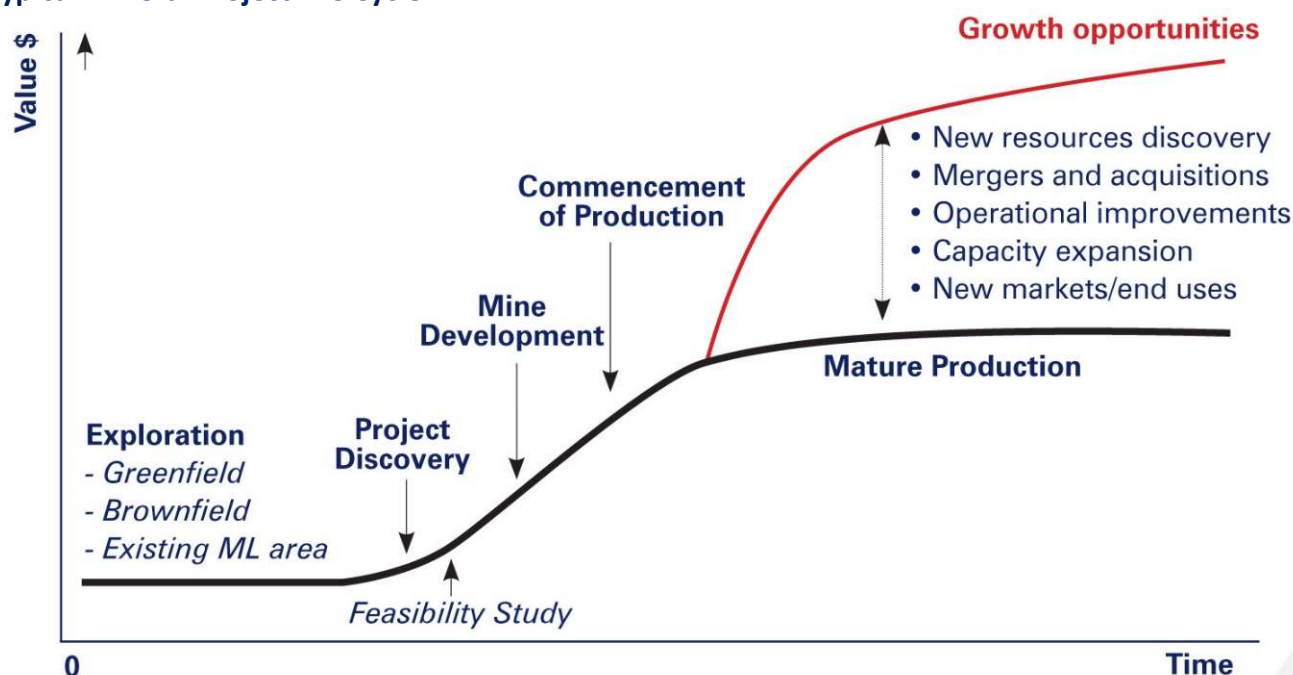 Value $
Growth opportunities
• New resources discovery
• Mergers and acquisitions
• Operational improvements
• Capacity expansion
• New markets/end uses
Commencement
of Production
Mine
Development
Mature Production
Project
Discovery
Exploration
- Greenfield
- Brownfield
- Existing ML area
Feasibility Study
0
Time